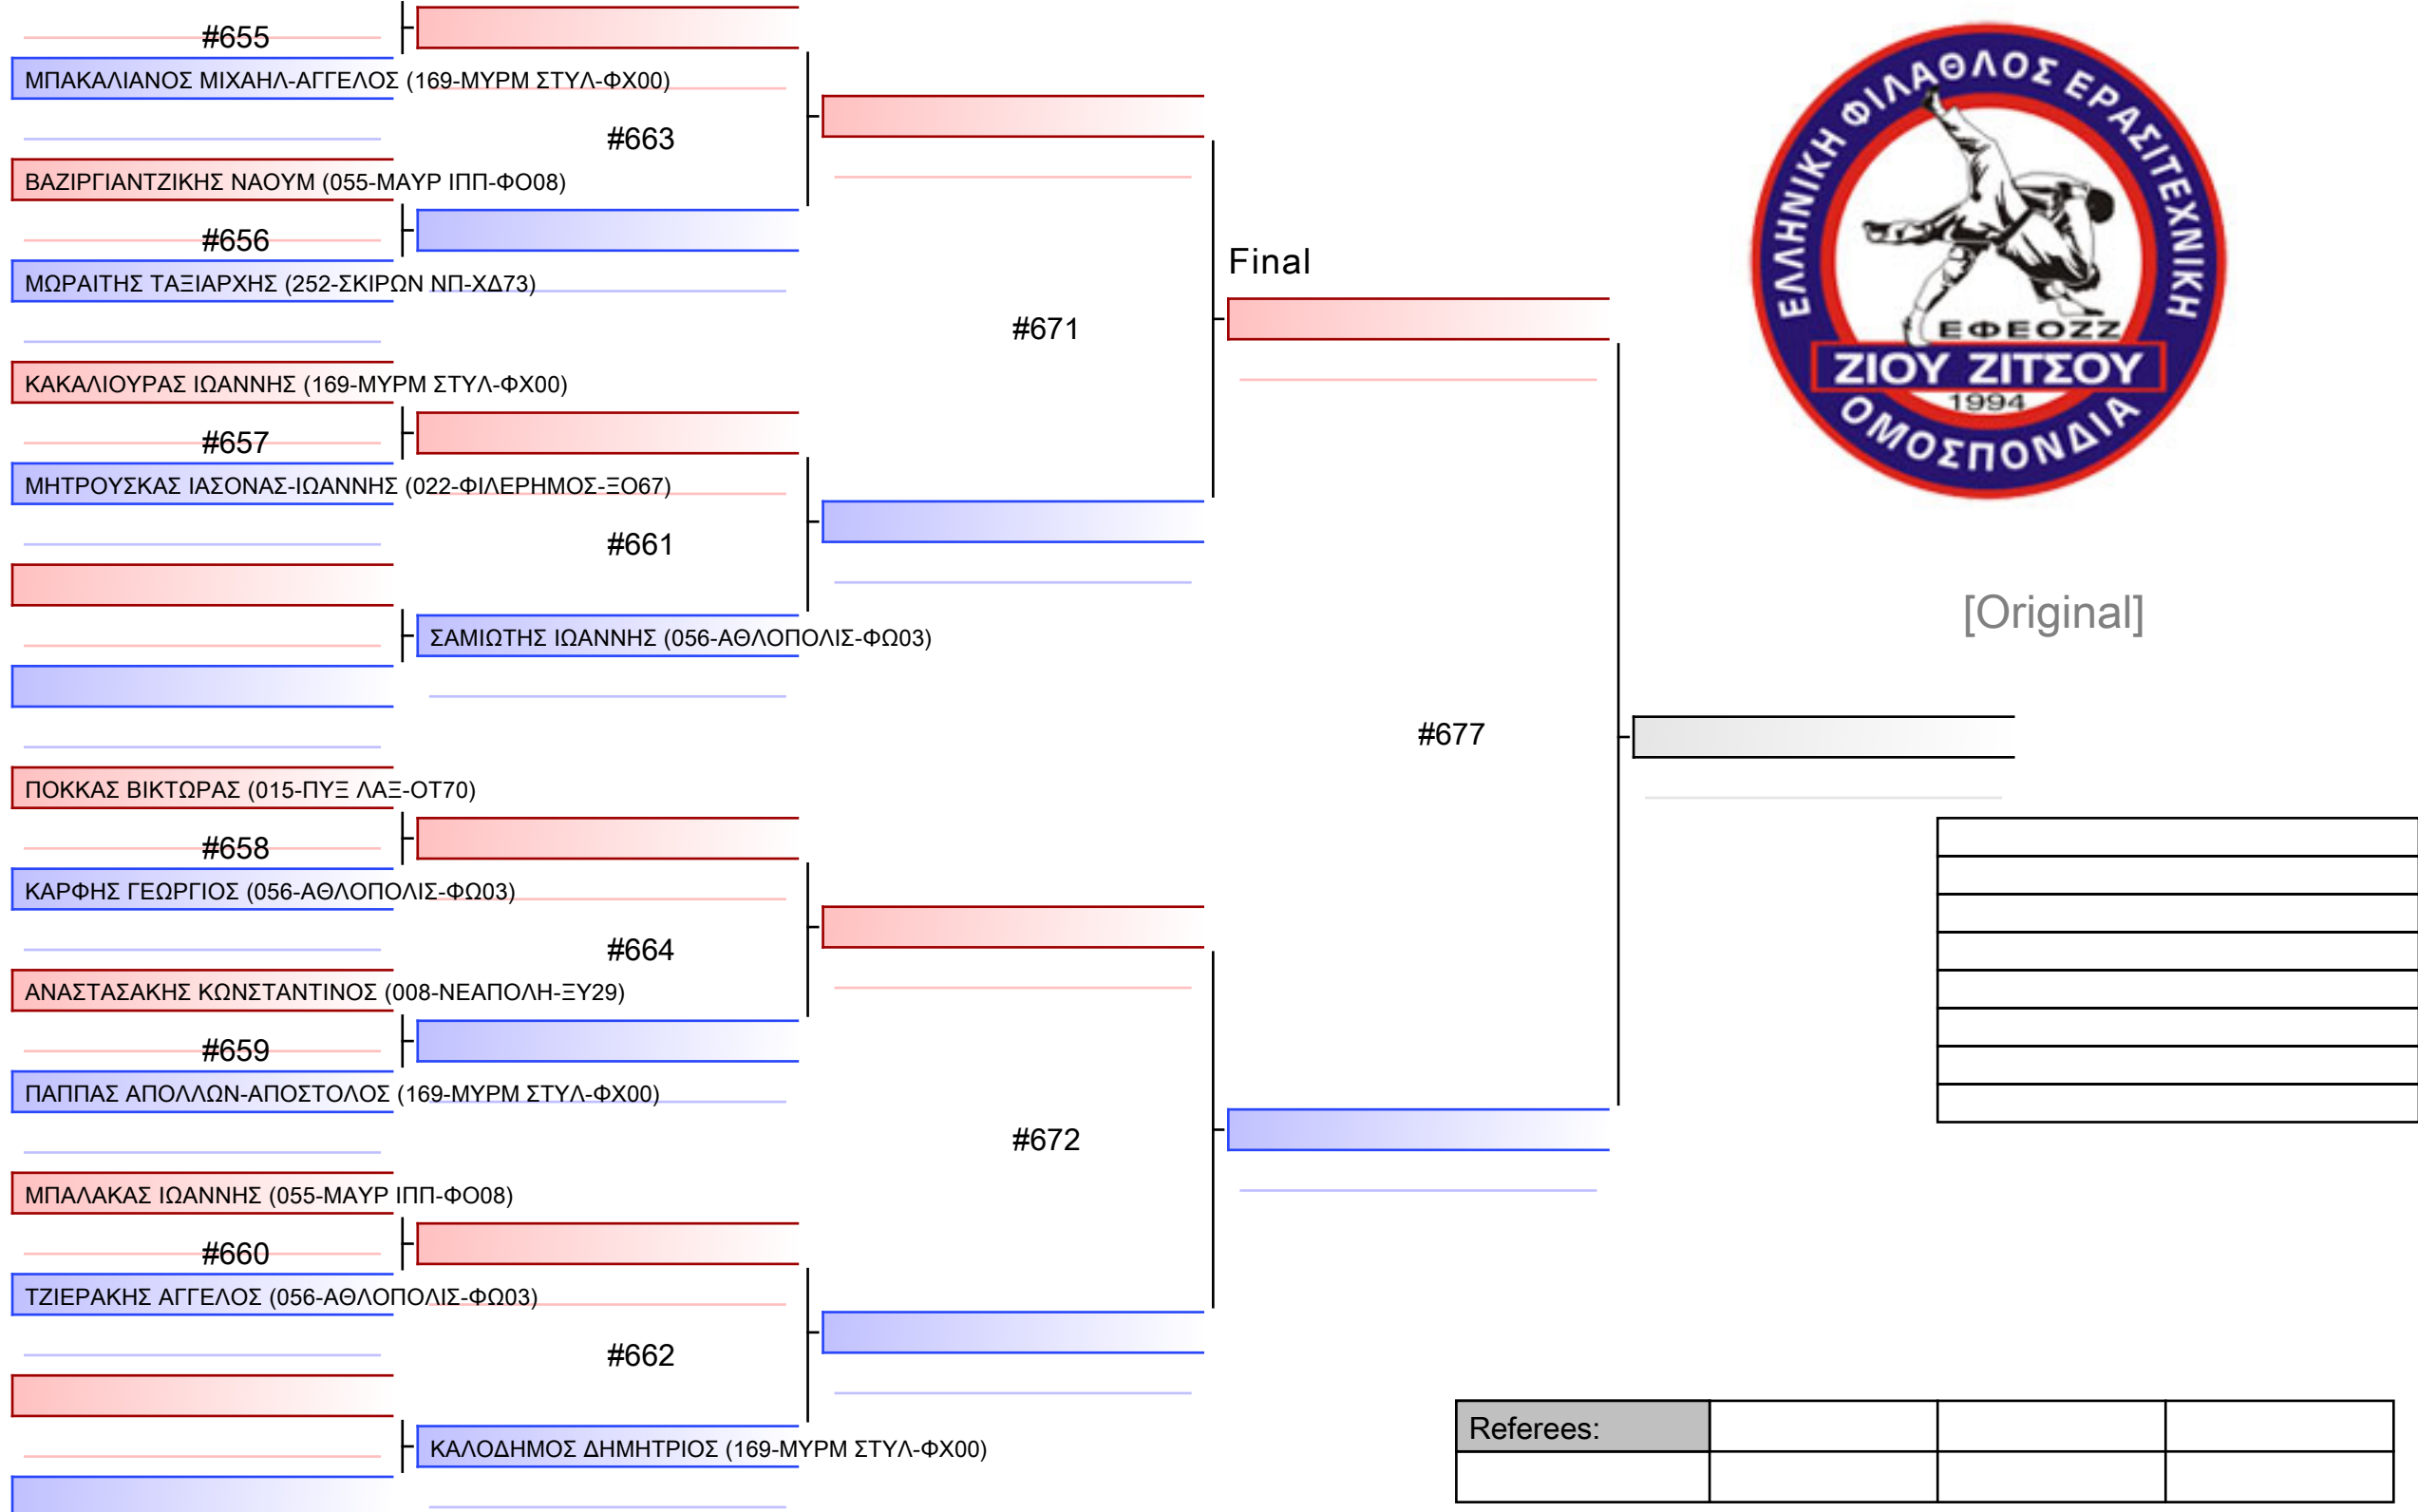 #655
ΜΠΑΚΑΛΙΑΝΟΣ ΜΙΧΑΗΛ-ΑΓΓΕΛΟΣ (169-ΜΥΡΜ ΣΤΥΛ-ΦΧ00)
#663
ΒΑΖΙΡΓΙΑΝΤΖΙΚΗΣ ΝΑΟΥΜ (055-ΜΑΥΡ ΙΠΠ-ΦΟ08)
#656
ΜΩΡΑΙΤΗΣ ΤΑΞΙΑΡΧΗΣ (252-ΣΚΙΡΩΝ ΝΠ-ΧΔ73)
#671
ΚΑΚΑΛΙΟΥΡΑΣ ΙΩΑΝΝΗΣ (169-ΜΥΡΜ ΣΤΥΛ-ΦΧ00)
#657
ΜΗΤΡΟΥΣΚΑΣ ΙΑΣΟΝΑΣ-ΙΩΑΝΝΗΣ (022-ΦΙΛΕΡΗΜΟΣ-ΞΟ67)
#661
ΣΑΜΙΩΤΗΣ ΙΩΑΝΝΗΣ (056-ΑΘΛΟΠΟΛΙΣ-ΦΩ03)
#677
ΠΟΚΚΑΣ ΒΙΚΤΩΡΑΣ (015-ΠΥΞ ΛΑΞ-ΟΤ70)
#658
ΚΑΡΦΗΣ ΓΕΩΡΓΙΟΣ (056-ΑΘΛΟΠΟΛΙΣ-ΦΩ03)
#664
ΑΝΑΣΤΑΣΑΚΗΣ ΚΩΝΣΤΑΝΤΙΝΟΣ (008-ΝΕΑΠΟΛΗ-ΞΥ29)
#659
ΠΑΠΠΑΣ ΑΠΟΛΛΩΝ-ΑΠΟΣΤΟΛΟΣ (169-ΜΥΡΜ ΣΤΥΛ-ΦΧ00)
#672
ΜΠΑΛΑΚΑΣ ΙΩΑΝΝΗΣ (055-ΜΑΥΡ ΙΠΠ-ΦΟ08)
#660
ΤΖΙΕΡΑΚΗΣ ΑΓΓΕΛΟΣ (056-ΑΘΛΟΠΟΛΙΣ-ΦΩ03)
#662
ΚΑΛΟΔΗΜΟΣ ΔΗΜΗΤΡΙΟΣ (169-ΜΥΡΜ ΣΤΥΛ-ΦΧ00)
Final
ΕΛΛΗΝΙΚΗ ΦΙΛΑΘΛΟΣ ΕΡΑΣΙΤΕΧΝΙΚΗ
ΕΦΕΟΖΖ
ΖΙΟΥ ΖΙΤΣΟΥ
1994
ΟΜΟΣΠΟΝΔΙΑ
[Original]
Referees: